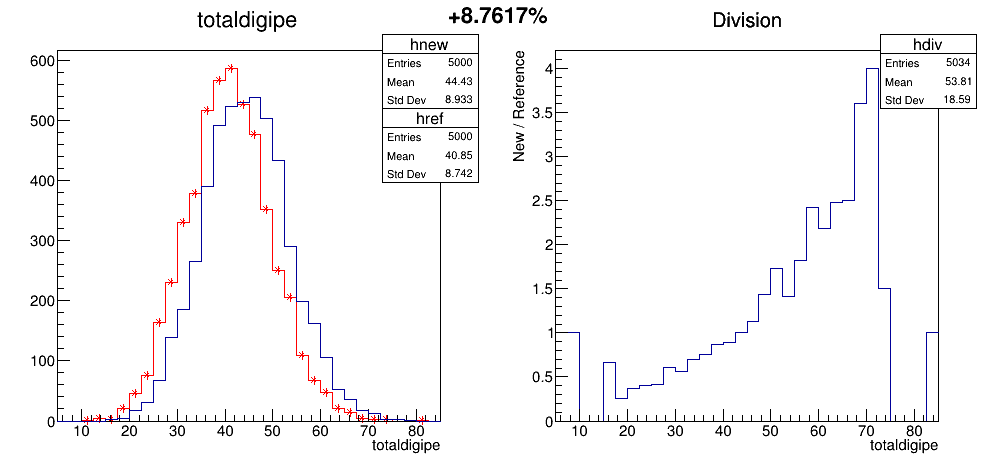 +8.7617%
totaldigipe
hnew
Entries 5000
Mean 44.43
Std Dev 8.933
href
Entries 5000
Mean 40.85
Std Dev 8.742
600
500
400
300
200
100
0
10 20 30 40 50 60 70 80
totaldigipe
Division
hdiv
Entries 5034
Mean 53.81
Std Dev 18.59
New / Reference
4
3.5
3
2.5
2
1.5
1
0.5
0
10 20 30 40 50 60 70 80
totaldigipe